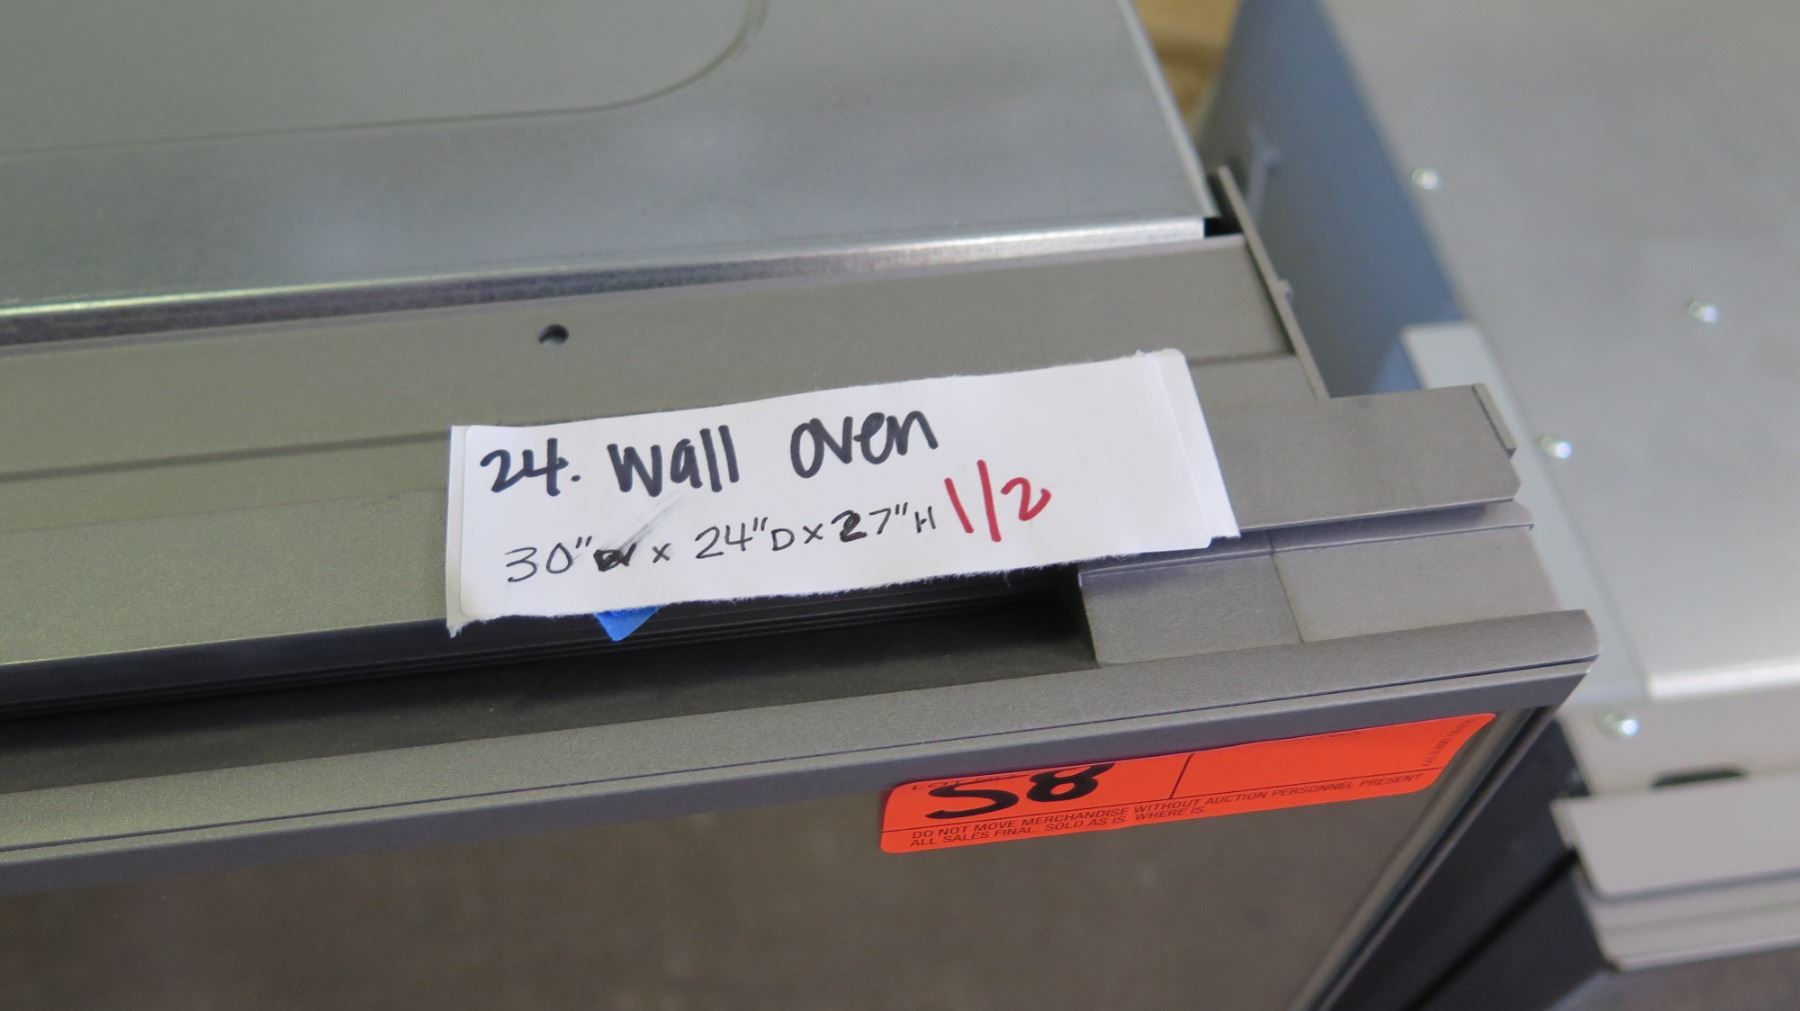 24. Wall oven
30"W x 24"D x 27"H 1/2
58
DO NOT MOVE MERCHANDISE WITHOUT AUCTION PERSONNEL PRESENT
ALL SALES FINAL. SOLD AS IS WHERE IS.